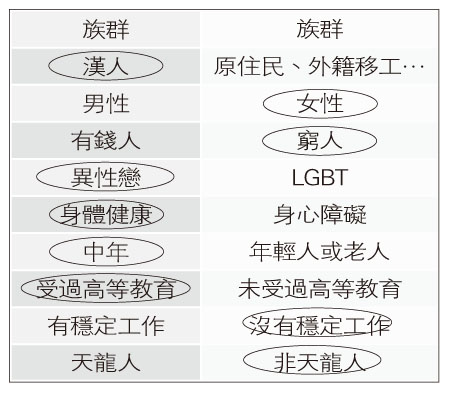 族群 族群
漢人 原住民、外籍移工…
男性 女性
有錢人 窮人
異性戀 LGBT
身體健康 身心障礙
中年 年輕人或老人
受過高等教育 未受過高等教育
有穩定工作 沒有穩定工作
天龍人 非天龍人